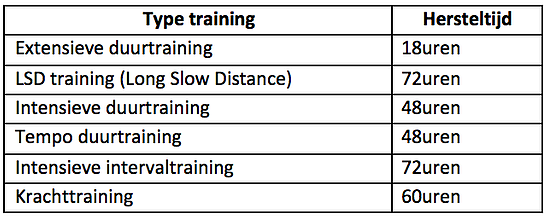 Type training Hersteltijd
Extensieve duurtraining 18uren
LSD training (Long Slow Distance) 72uren
Intensieve duurtraining 48uren
Tempo duurtraining 48uren
Intensieve intervaltraining 72uren
Krachttraining 60uren